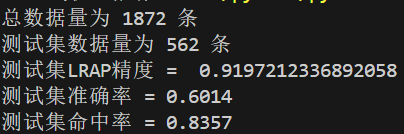 总数据量为 1872 条
测试集数据量为 562 条
测试集LRAP精度 =  0.9197212336892058
测试集准确率 = 0.6014
测试集命中率 = 0.8357